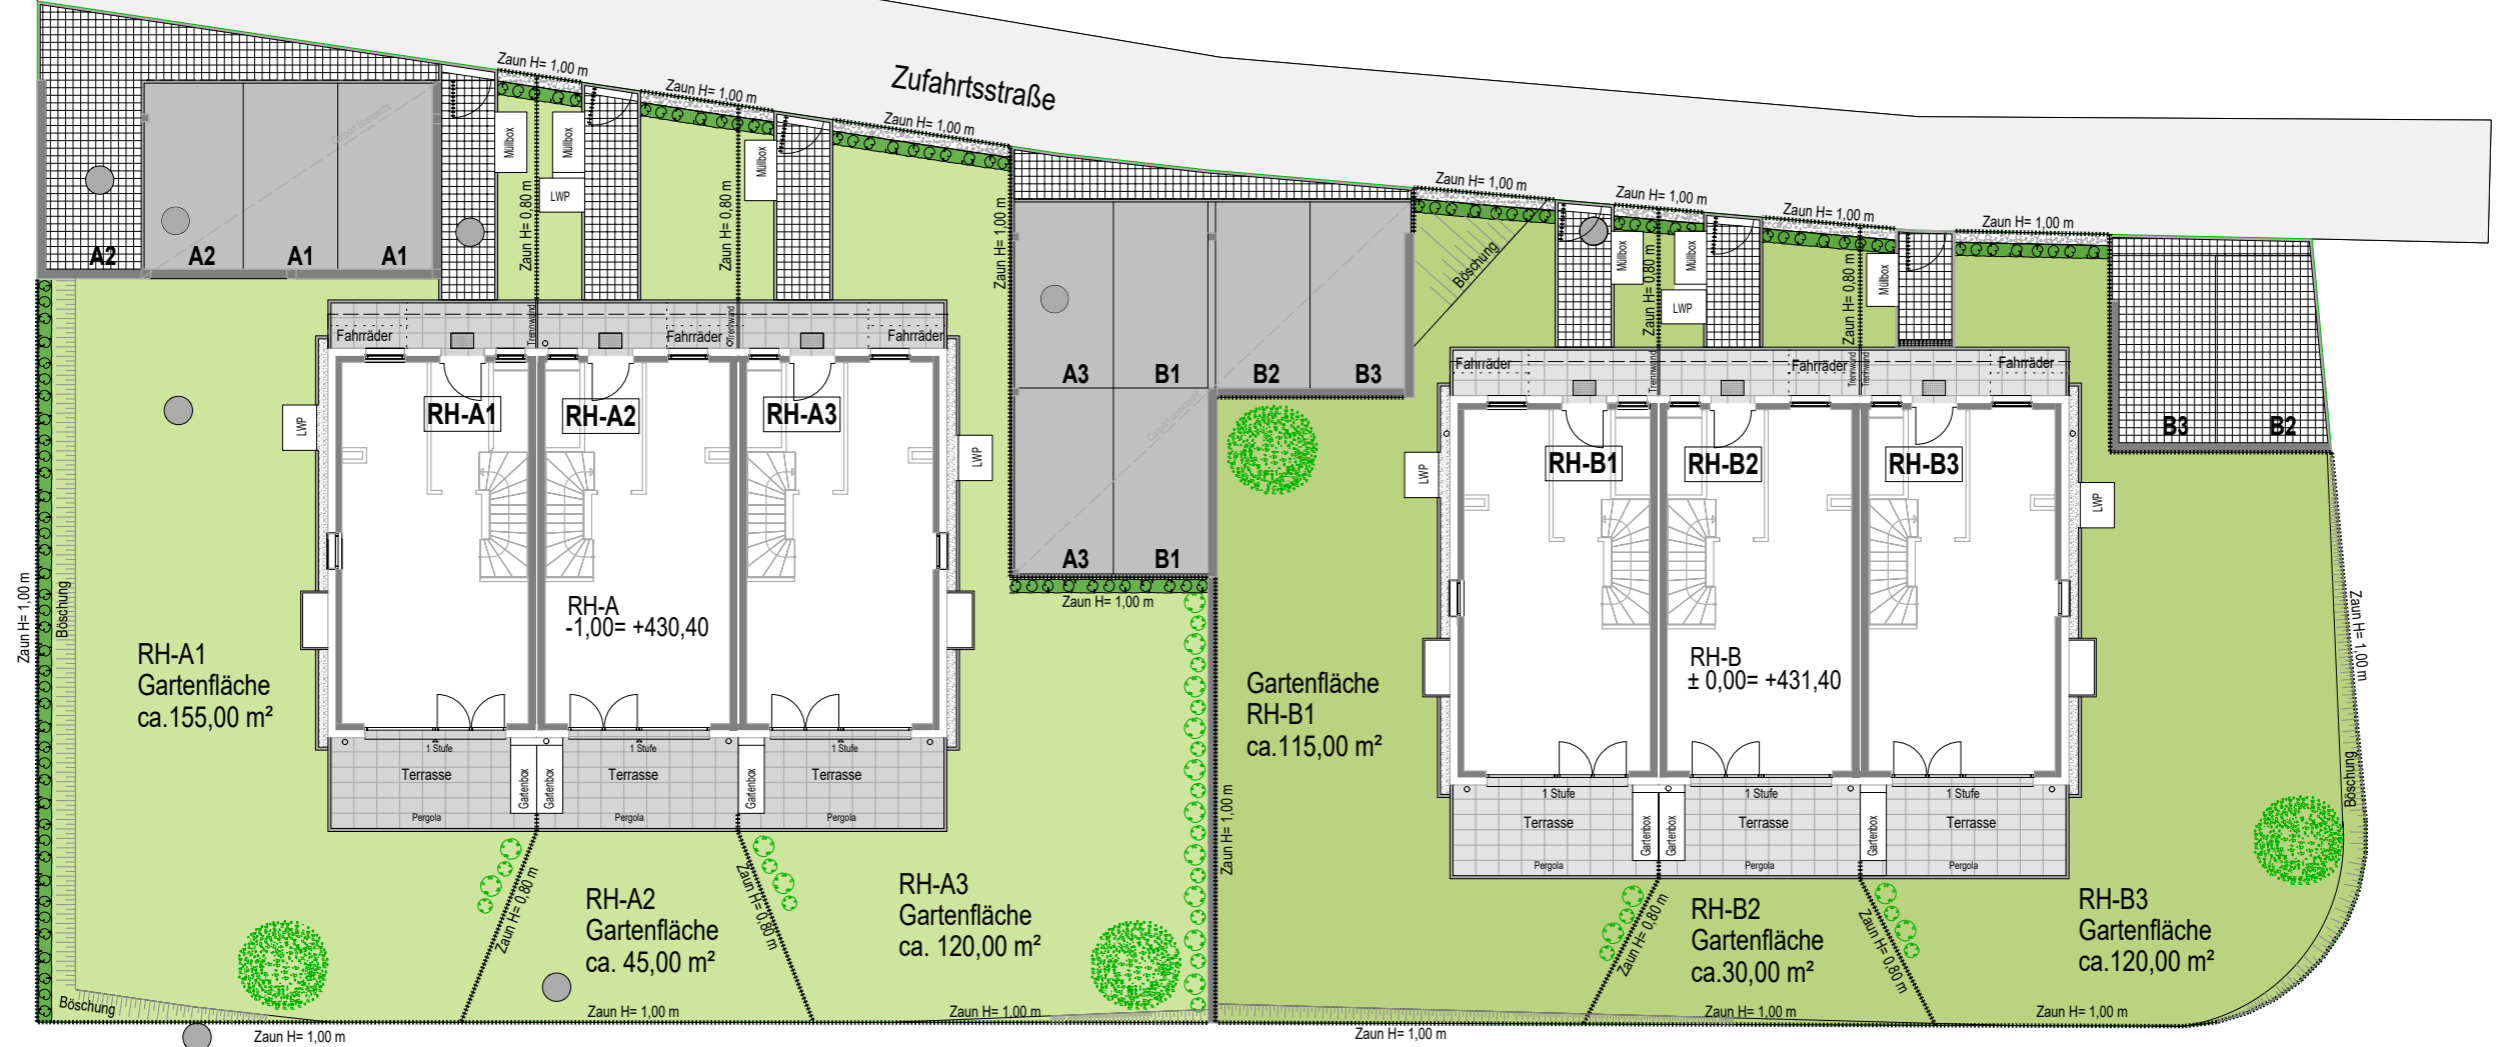 Zaun H= 1,00 m
Zaun H= 1,00 m
Zufahrtsstraße
Zaun H= 1,00 m
Zaun H= 1,00 m
Zaun H= 1,00 m
Zaun H= 1,00 m
Zaun H= 1,00 m
Carport überdacht
Müllbox
Müllbox
Müllbox
LWP
Zaun H= 0,80 m
Zaun H= 0,80 m
Zaun H= 1,00 m
A2
A2
A1
A1
Böschung
Müllbox
Müllbox
Müllbox
LWP
Zaun H= 0,80 m
Zaun H= 0,80 m
Fahrräder
Trennwand
Fahrräder
Trennwand
Fahrräder
A3
B1
B2
B3
Fahrräder
Trennwand
Fahrräder
Trennwand
Trennwand
Fahrräder
RH-A1
RH-A2
RH-A3
LWP
LWP
Carport überdacht
B3
B2
RH-B1
RH-B2
RH-B3
LWP
LWP
A3
B1
Zaun H= 1,00 m
Zaun H= 1,00 m
Böschung
RH-A
-1,00= +430,40
Zaun H= 1,00 m
RH-A1
Gartenfläche
ca.155,00 m²
Gartenfläche
RH-B1
ca.115,00 m²
RH-B
± 0,00= +431,40
1 Stufe
1 Stufe
1 Stufe
Terrasse
Gartenbox
Gartenbox
Terrasse
Gartenbox
Terrasse
Pergola
Pergola
Pergola
Zaun H= 1,00 m
1 Stufe
1 Stufe
1 Stufe
Terrasse
Gartenbox
Gartenbox
Terrasse
Gartenbox
Terrasse
Pergola
Pergola
Pergola
Böschung
Zaun H= 0,80 m
RH-A2
Gartenfläche
ca. 45,00 m²
Zaun H= 0,80 m
RH-A3
Gartenfläche
ca. 120,00 m²
Zaun H= 0,80 m
RH-B2
Gartenfläche
ca.30,00 m²
Zaun H= 0,80 m
RH-B3
Gartenfläche
ca.120,00 m²
Böschung
Zaun H= 1,00 m
Zaun H= 1,00 m
Zaun H= 1,00 m
Zaun H= 1,00 m
Zaun H= 1,00 m
Zaun H= 1,00 m